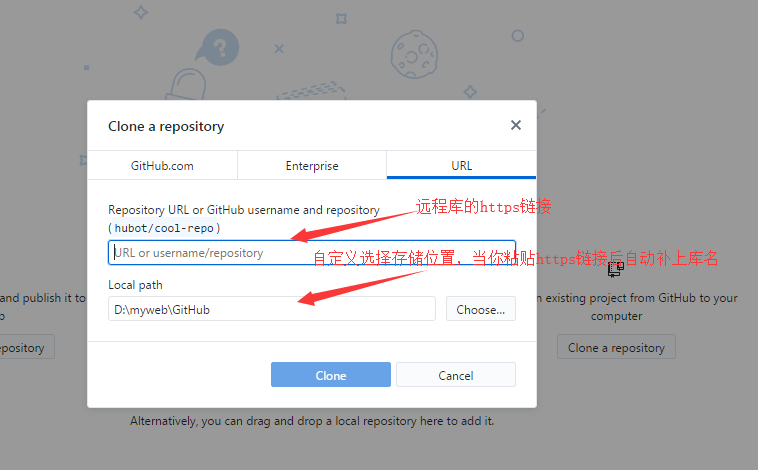 Clone a repository
GitHub.com
Enterprise
URL
Repository URL or GitHub username and repository
(hubot/cool-repo)
远程库的https链接
URL or username/repository
自定义选择存储位置，当你粘贴https链接后自动补上库名
Local path
D:\myweb\GitHub
Choose...
Clone
Cancel
and publish it to
n existing project from GitHub to your
computer
Clone a repository
Alternatively, you can drag and drop a local repository here to add it.